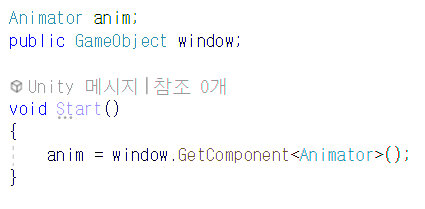 Animator anim;
public GameObject window;
Unity 메시지 | 참조 0개
void Start()
{
anim = window.GetComponent<Animator>();
}